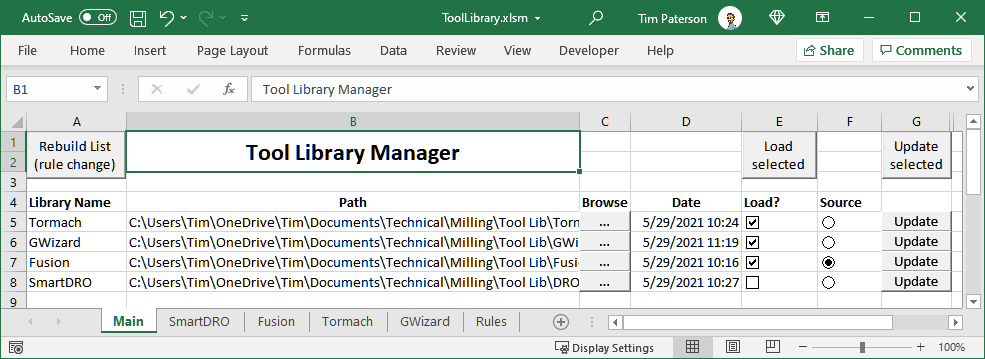 AutoSave Off ToolLibrary.xlsm Tim Paterson
File Home Insert Page Layout Formulas Data Review View Developer Help Share Comments
B1 fx Tool Library Manager
A B C D E F G
1 Rebuild List Tool Library Manager Load Update
2 (rule change) selected selected
3
4 Library Name Path Browse Date Load? Source
5 Tormach C:\Users\Tim\OneDrive\Tim\Documents\Technical\Milling\Tool Lib\Torn ... 5/29/2021 10:24 Update
6 GWizard C:\Users\Tim\OneDrive\Tim\Documents\Technical\Milling\Tool Lib\GWi ... 5/29/2021 11:19 Update
7 Fusion C:\Users\Tim\OneDrive\Tim\Documents\Technical\Milling\Tool Lib\Fusio ... 5/29/2021 10:16 Update
8 SmartDRO C:\Users\Tim\OneDrive\Tim\Documents\Technical\Milling\Tool Lib\DRO ... 5/29/2021 10:27 Update
9
Main SmartDRO Fusion Tormach GWizard Rules
Display Settings 100%